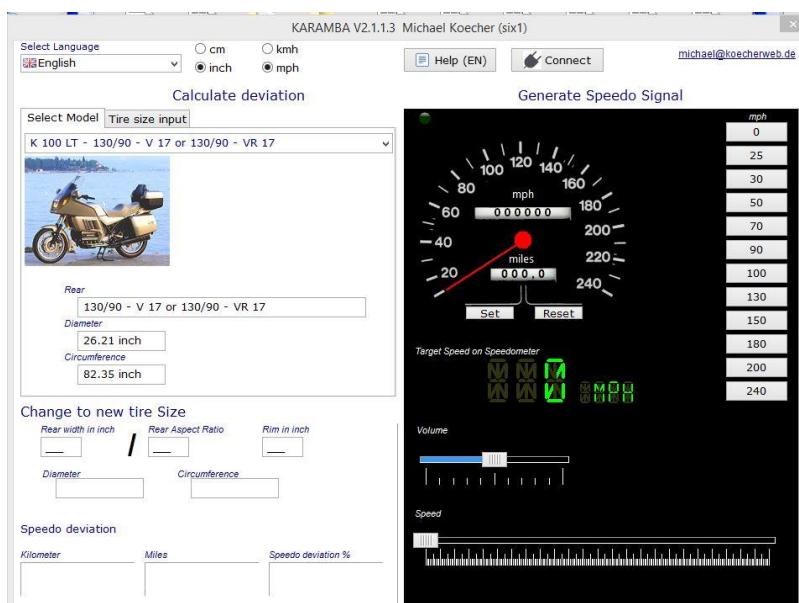 KARAMBA V2.1.1.3 Michael Koecher (six1)
Select Language
English
cm
kmh
inch
mph
Help (EN)
Connect
michael@koecherweb.de
Calculate deviation
Select Model
Tire size input
K 100 LT - 130/90 - V 17 or 130/90 - VR 17
Rear
130/90 - V 17 or 130/90 - VR 17
Diameter
26.21 inch
Circumference
82.35 inch
Change to new tire Size
Rear width in inch
/
Rear Aspect Ratio
Rim in inch
Diameter
Circumference
Speedo deviation
Kilometer
Miles
Speedo deviation %
Generate Speedo Signal
20
40
60
80
100
120
140
160
180
200
220
240
mph
000000
miles
000,0
Set
Reset
mph
0
25
30
50
70
90
100
130
150
180
200
240
Target Speed on Speedometer
Volume
Speed